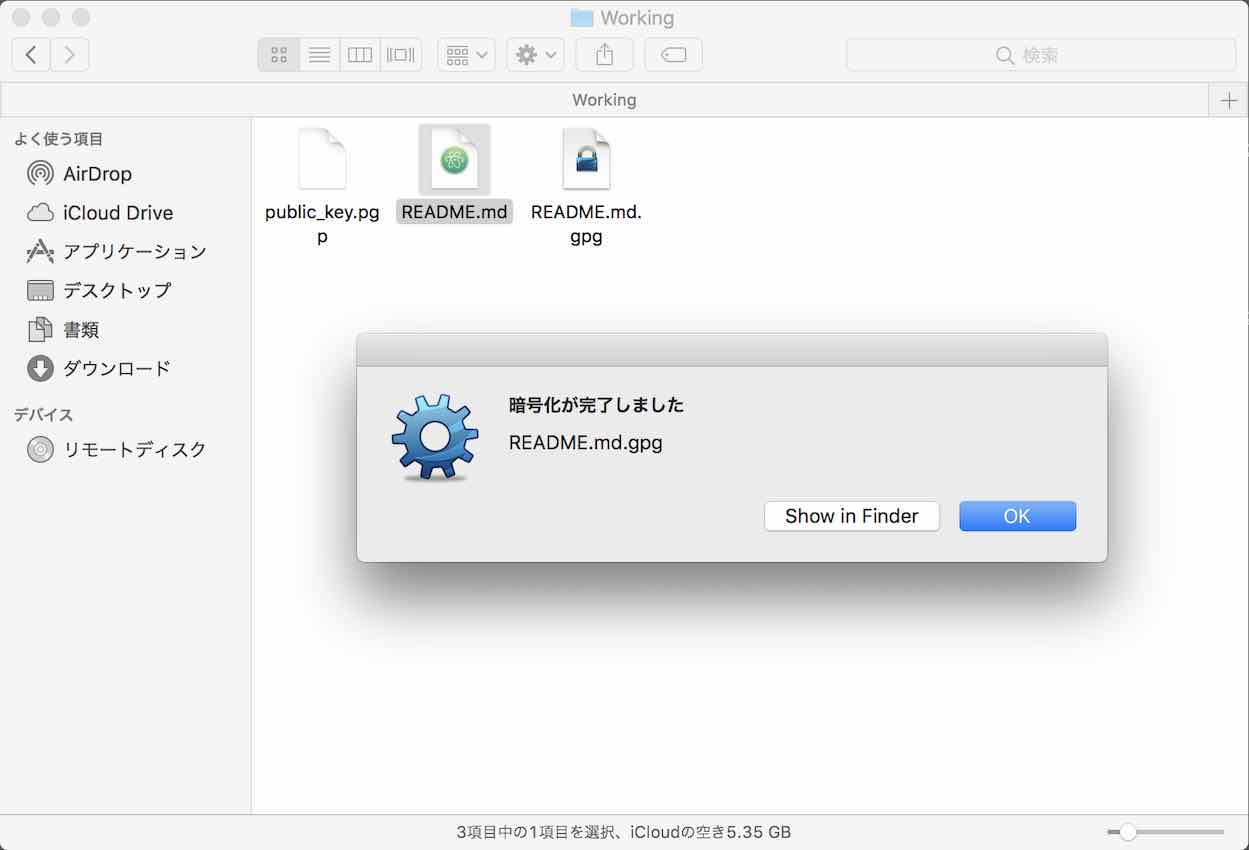 Working
検索
Working
よく使う項目
AirDrop
iCloud Drive
アプリケーション
デスクトップ
書類
ダウンロード
デバイス
リモートディスク
public_key.pg
p
README.md
README.md.
gpg
暗号化が完了しました
README.md.gpg
Show in Finder
OK
3項目中の1項目を選択、iCloudの空き5.35 GB